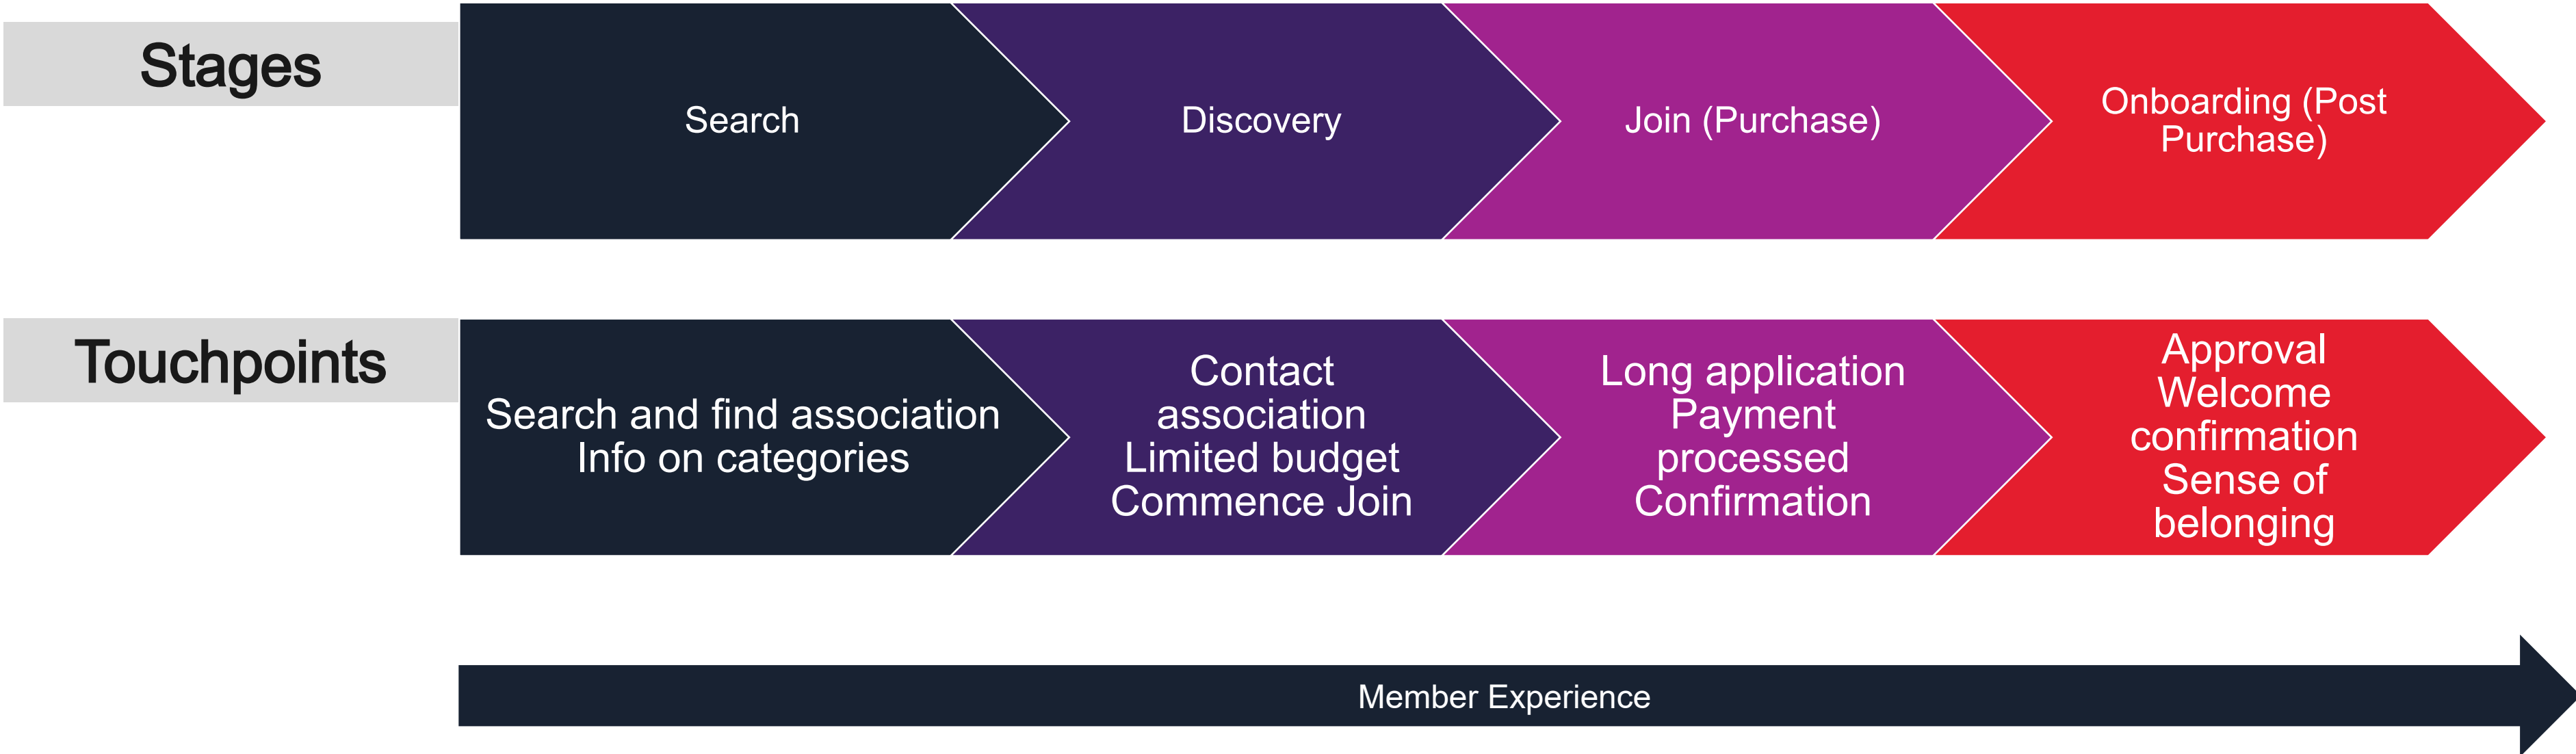 Stages
Search
Discovery
Join (Purchase)
Onboarding (Post
Purchase)
Touchpoints
Search and find association
Info on categories
Contact
association
Limited budget
Commence Join
Long application
Payment
processed
Confirmation
Approval
Welcome
confirmation
Sense of
belonging
Member Experience